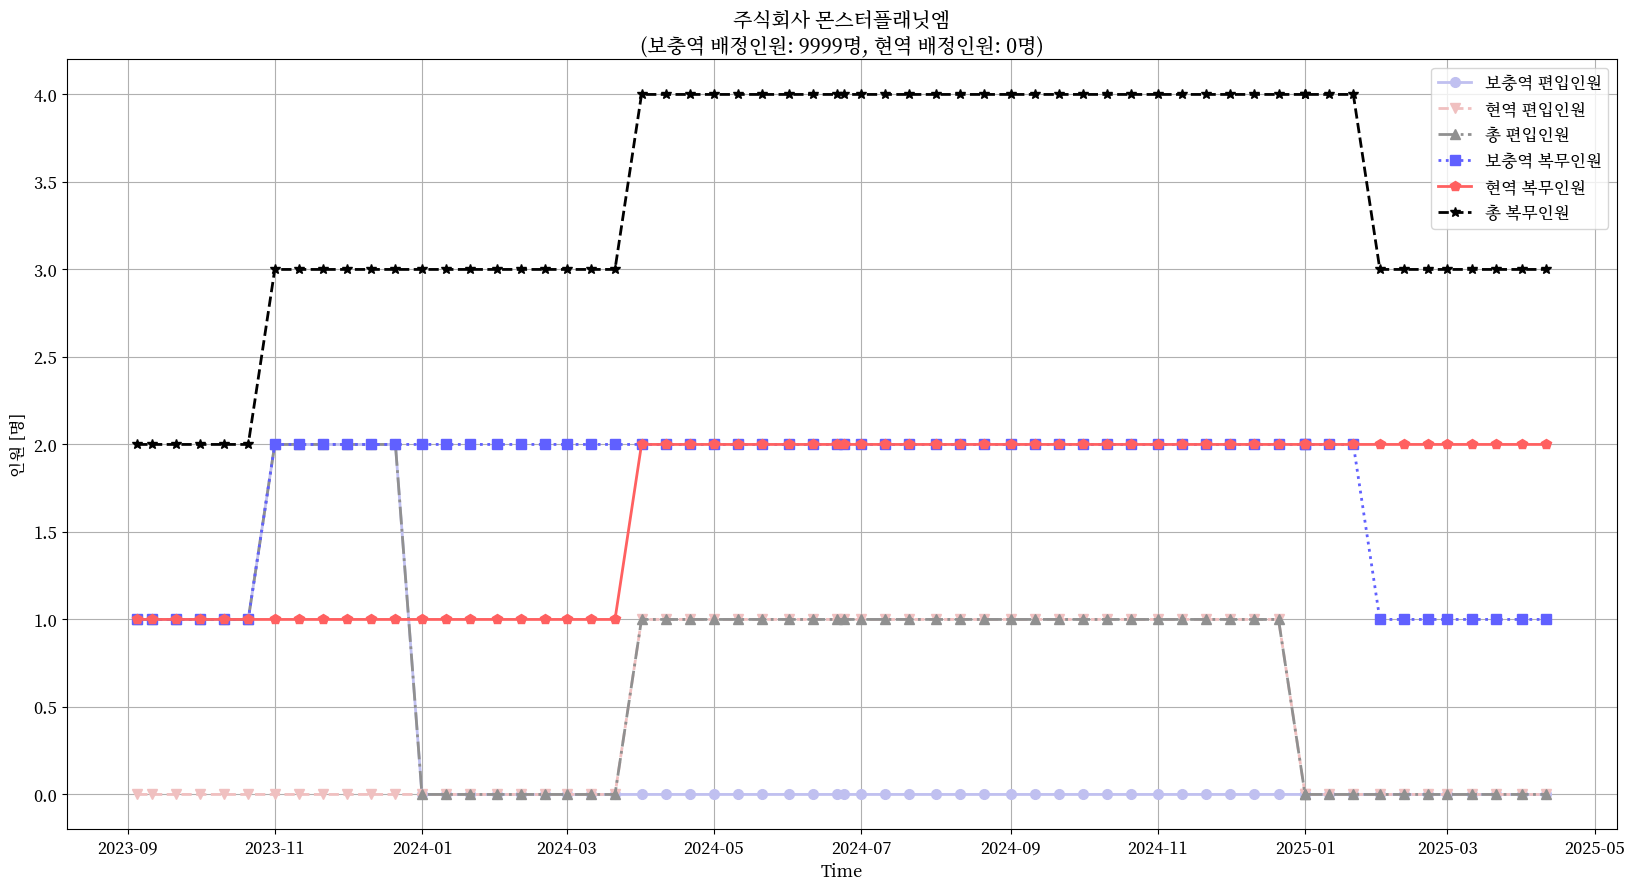 주식회사 몬스터플래닛엠
(보충역 배정인원: 9999명, 현역 배정인원: 0명)
보충역 편입인원
현역 편입인원
총 편입인원
보충역 복무인원
현역 복무인원
총 복무인원
인원 [명]
4.0
3.5
3.0
2.5
2.0
1.5
1.0
0.5
0.0
2023-09 2023-11 2024-01 2024-03 2024-05 2024-07 2024-09 2024-11 2025-01 2025-03 2025-05
Time